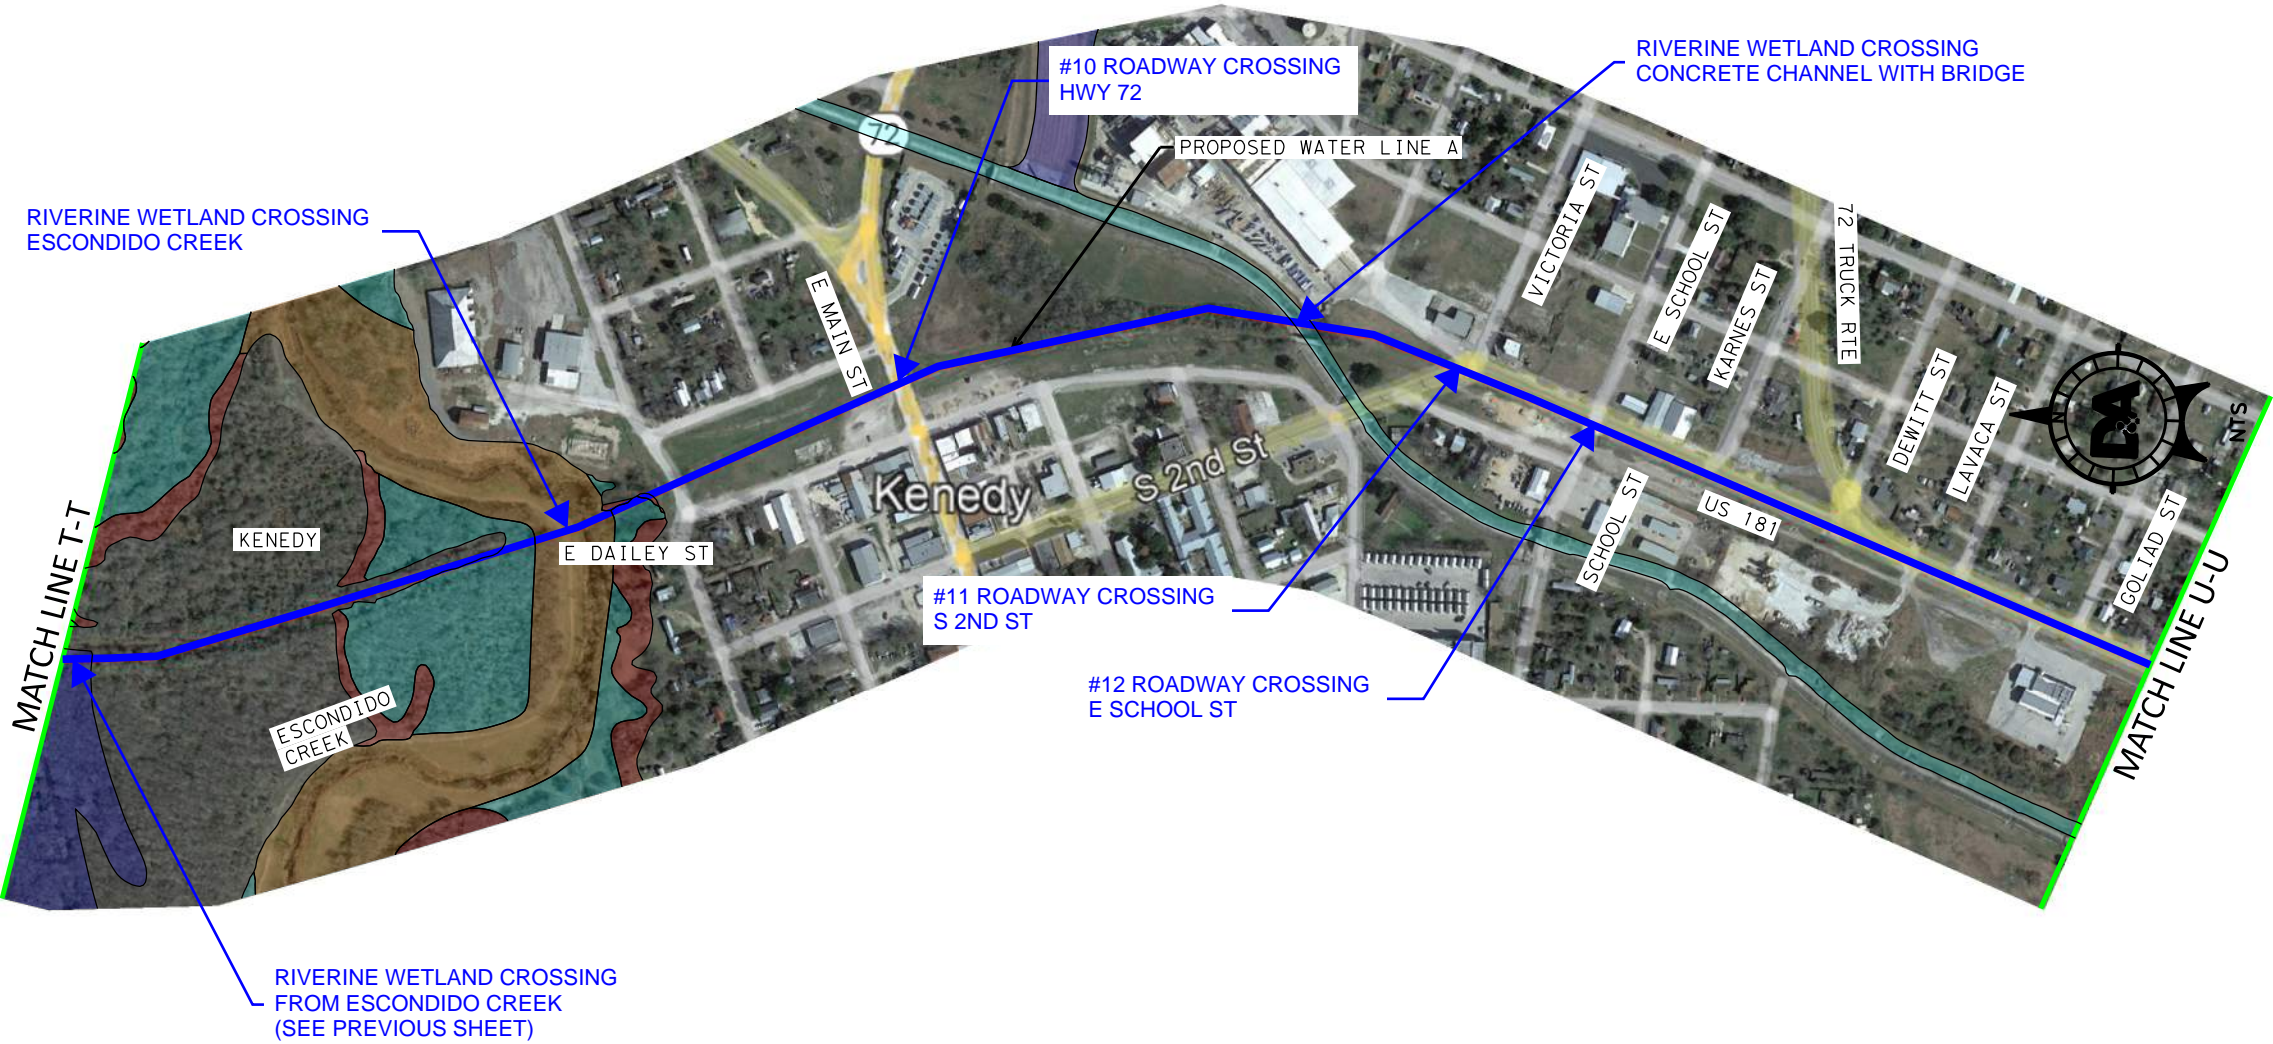 #10 ROADWAY CROSSING
HWY 72
RIVERINE WETLAND CROSSING
CONCRETE CHANNEL WITH BRIDGE
72
PROPOSED WATER LINE A
RIVERINE WETLAND CROSSING
ESCONDIDO CREEK
VICTORIA ST
E SCHOOL ST
KARNES ST
72 TRUCK RTE
E MAIN ST
DEWITT ST
LAVACA ST
N
DA
NTS
Kenedy
S 2nd St
US 181
SCHOOL ST
GOLIAD ST
MATCH LINE T-T
KENEDY
E DAILEY ST
MATCH LINE U-U
#11 ROADWAY CROSSING
S 2ND ST
#12 ROADWAY CROSSING
E SCHOOL ST
ESCONDIDO
CREEK
RIVERINE WETLAND CROSSING
FROM ESCONDIDO CREEK
(SEE PREVIOUS SHEET)